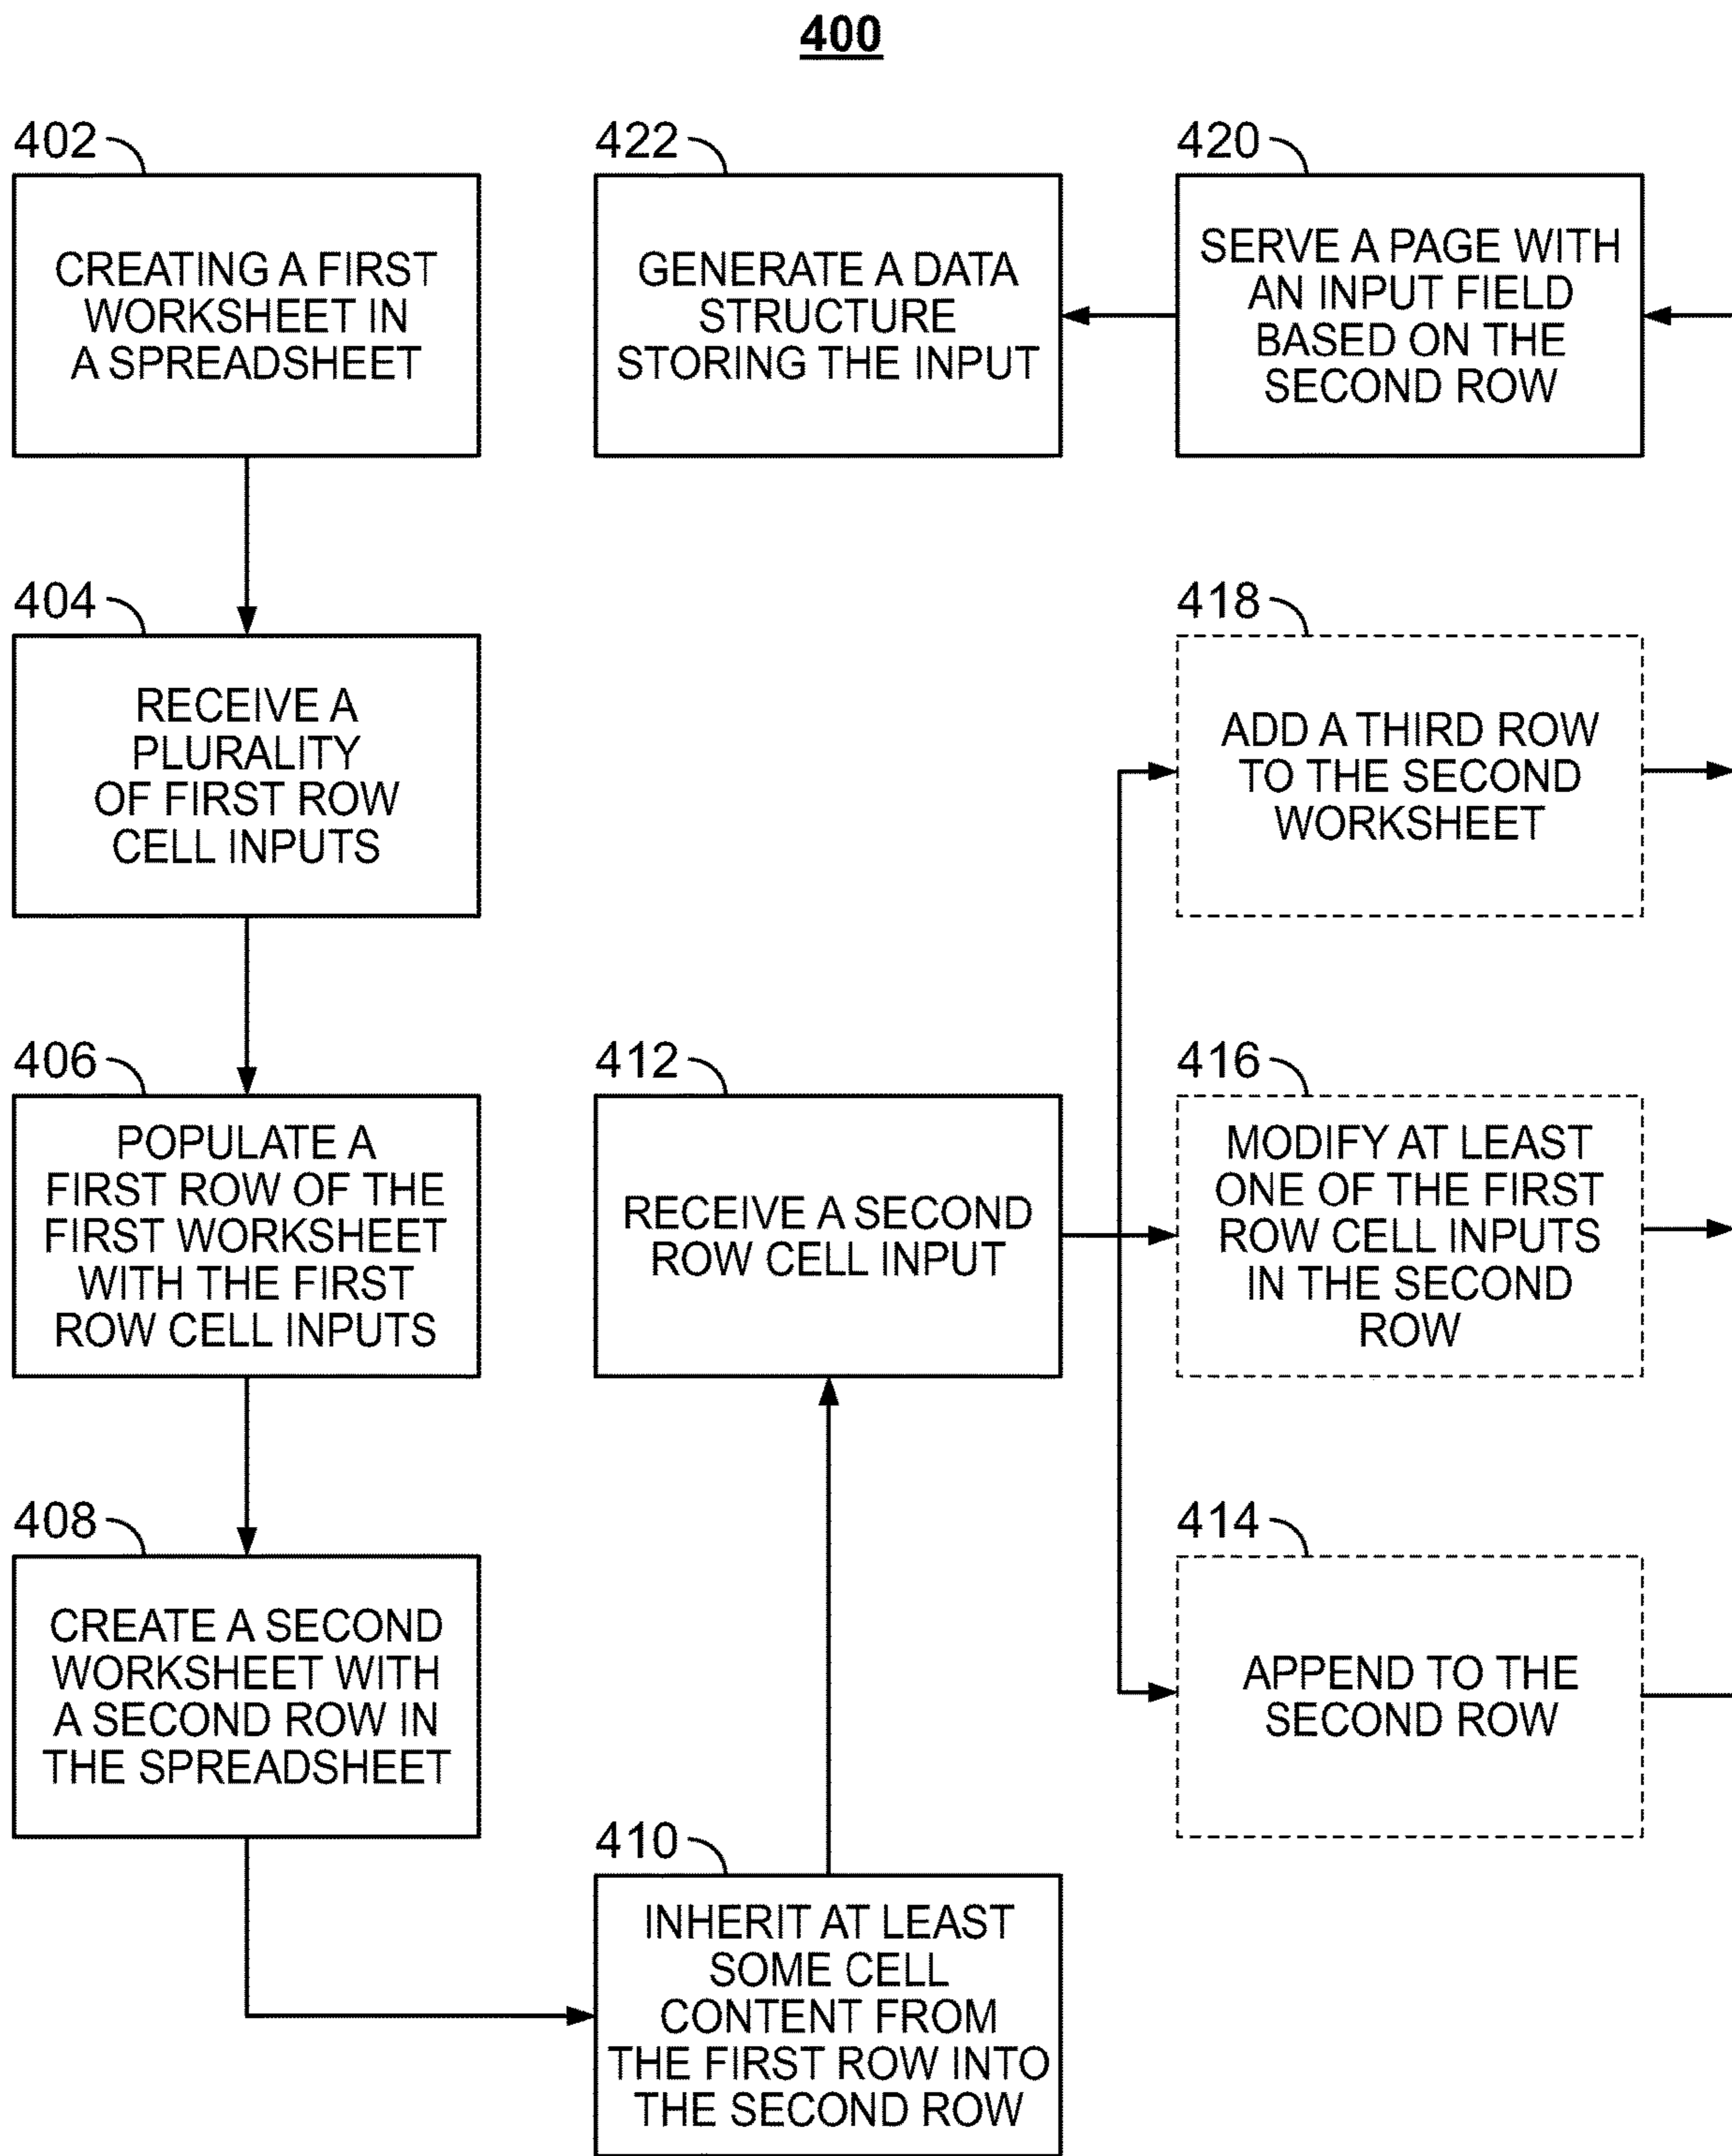 400
402
CREATING A FIRST
WORKSHEET IN
A SPREADSHEET
404
RECEIVE A
PLURALITY
OF FIRST ROW
CELL INPUTS
406
POPULATE A
FIRST ROW OF THE
FIRST WORKSHEET
WITH THE FIRST
ROW CELL INPUTS
408
CREATE A SECOND
WORKSHEET WITH
A SECOND ROW IN
THE SPREADSHEET
410
INHERIT AT LEAST
SOME CELL
CONTENT FROM
THE FIRST ROW INTO
THE SECOND ROW
412
RECEIVE A SECOND
ROW CELL INPUT
414
APPEND TO THE
SECOND ROW
416
MODIFY AT LEAST
ONE OF THE FIRST
ROW CELL INPUTS
IN THE SECOND
ROW
418
ADD A THIRD ROW
TO THE SECOND
WORKSHEET
420
SERVE A PAGE WITH
AN INPUT FIELD
BASED ON THE
SECOND ROW
422
GENERATE A DATA
STRUCTURE
STORING THE INPUT